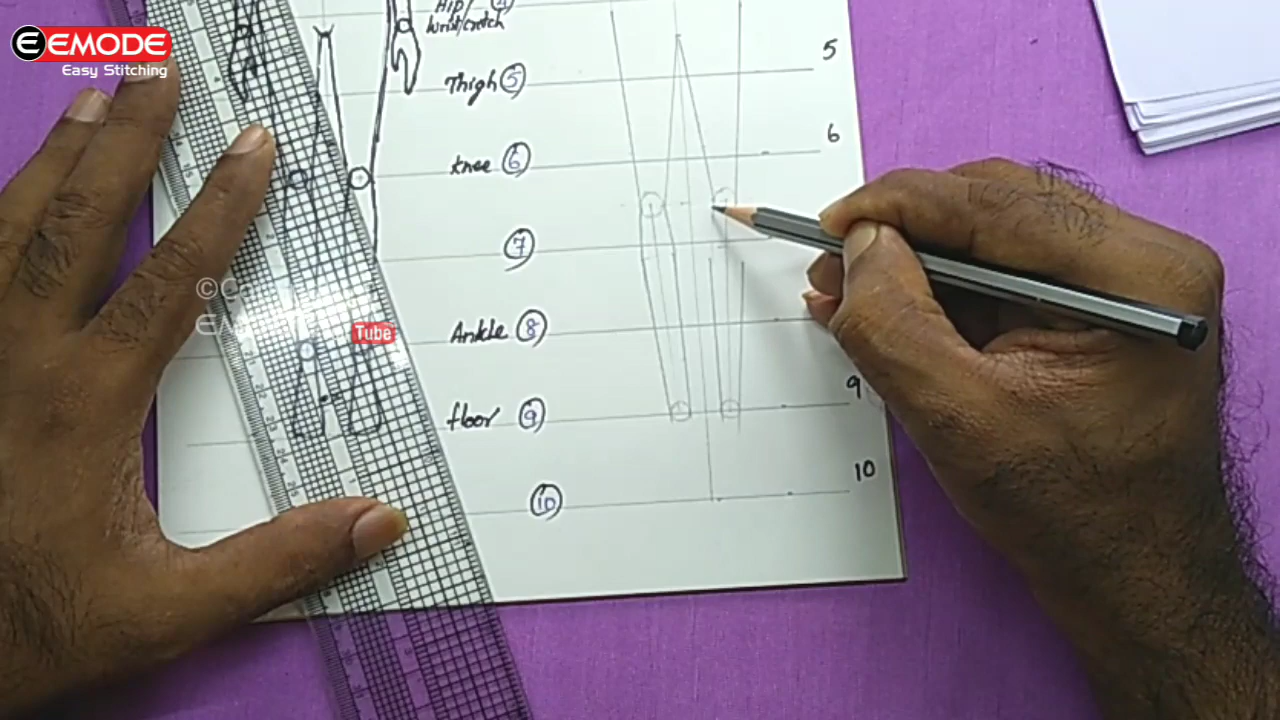 E EMODE
Easy Stitching
Hip/ 4
Wrist/crotch
Thigh 5
5
knee 6
6
7
Tube
Ankle 8
floor 9
9
10
10